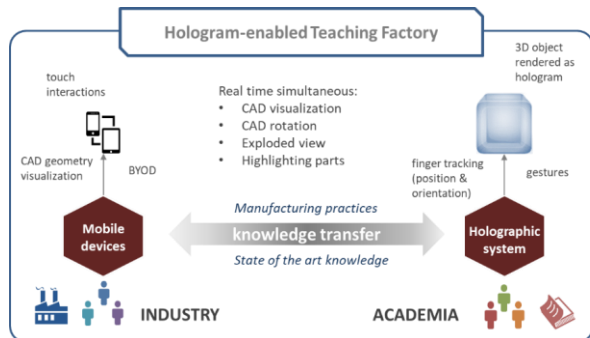 Hologram-enabled Teaching Factory
touch
interactions
CAD geometry
visualization
BYOD
Mobile
devices
Real time simultaneous:
• CAD visualization
• CAD rotation
• Exploded view
• Highlighting parts
3D object
rendered as
hologram
finger tracking
(position &
orientation)
gestures
Holographic
system
Manufacturing practices
knowledge transfer
State of the art knowledge
INDUSTRY
ACADEMIA